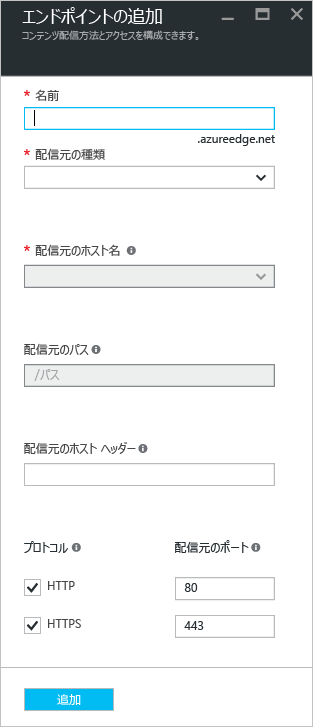 エンドポイントの追加
コンテンツ配信方法とアクセスを構成できます。
* 名前
.azureedge.net
* 配信元の種類
* 配信元のホスト名
配信元のパス
/パス
配信元のホスト ヘッダー
プロトコル 配信元のポート
HTTP 80
HTTPS 443
追加